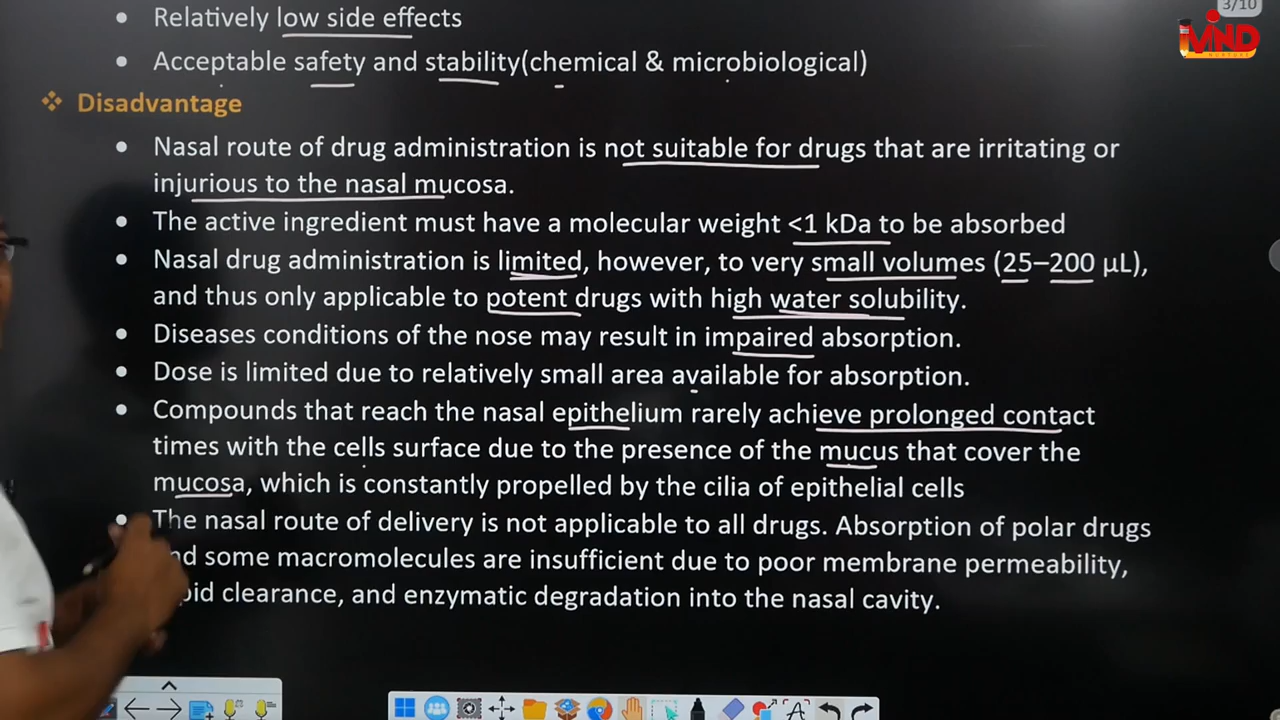 3/10
MIND
• Relatively low side effects
• Acceptable safety and stability(chemical & microbiological)
❖ Disadvantage
• Nasal route of drug administration is not suitable for drugs that are irritating or
injurious to the nasal mucosa.
• The active ingredient must have a molecular weight <1 kDa to be absorbed
• Nasal drug administration is limited, however, to very small volumes (25–200 µL),
and thus only applicable to potent drugs with high water solubility.
• Diseases conditions of the nose may result in impaired absorption.
• Dose is limited due to relatively small area available for absorption.
• Compounds that reach the nasal epithelium rarely achieve prolonged contact
times with the cells surface due to the presence of the mucus that cover the
mucosa, which is constantly propelled by the cilia of epithelial cells
• The nasal route of delivery is not applicable to all drugs. Absorption of polar drugs
some macromolecules are insufficient due to poor membrane permeability,
clearance, and enzymatic degradation into the nasal cavity.